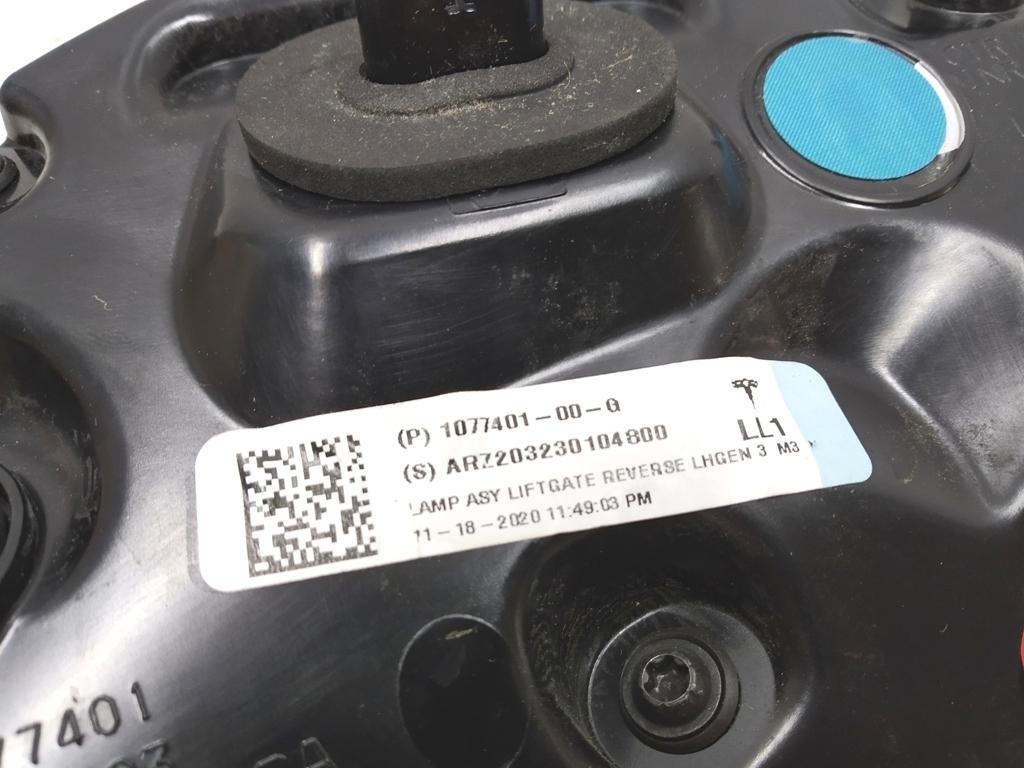 (P) 1077401-00-G
(S) ARZ203230104800
LL1
LAMP ASY LIFTGATE REVERSE LHGEN 3 M3
11-18-2020 11:49:03 PM
77401